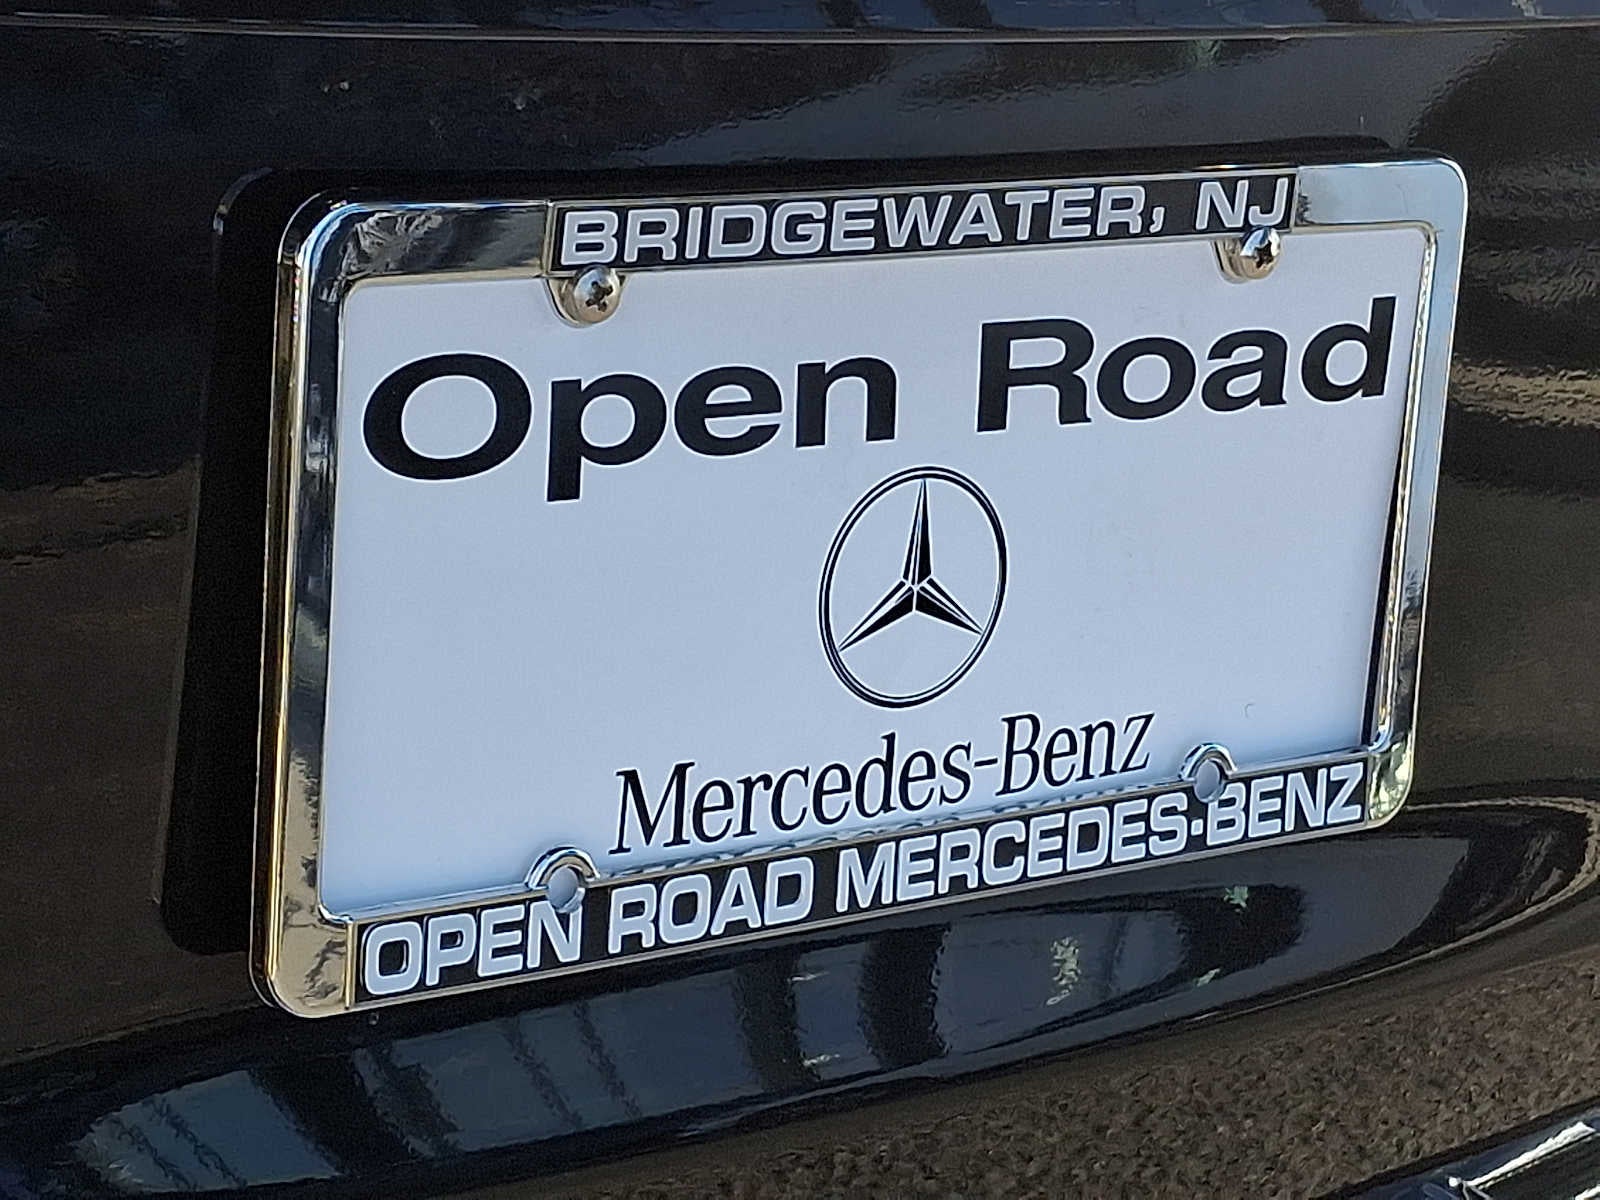 BRIDGEWATER, NJ
Open Road
Mercedes-Benz
OPEN ROAD MERCEDES-BENZ